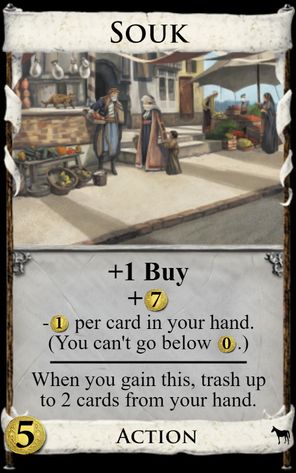 SOUK
+1 Buy
+7
-1 per card in your hand.
(You can't go below 0.)
When you gain this, trash up
to 2 cards from your hand.
5
ACTION